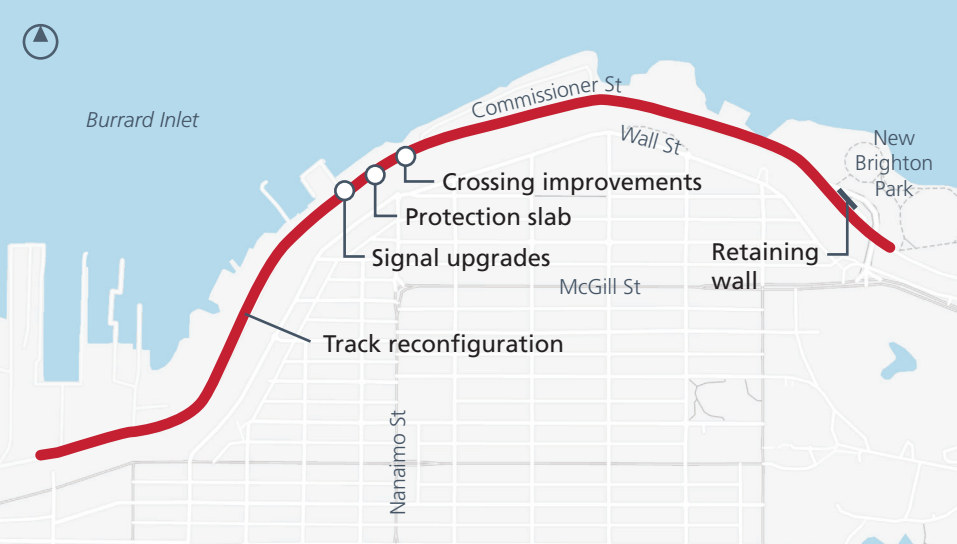 Burrard Inlet
Commissioner St
Wall St
New
Brighton
Park
Crossing improvements
Protection slab
Signal upgrades
Retaining
wall
McGill St
Track reconfiguration
Nanaimo St